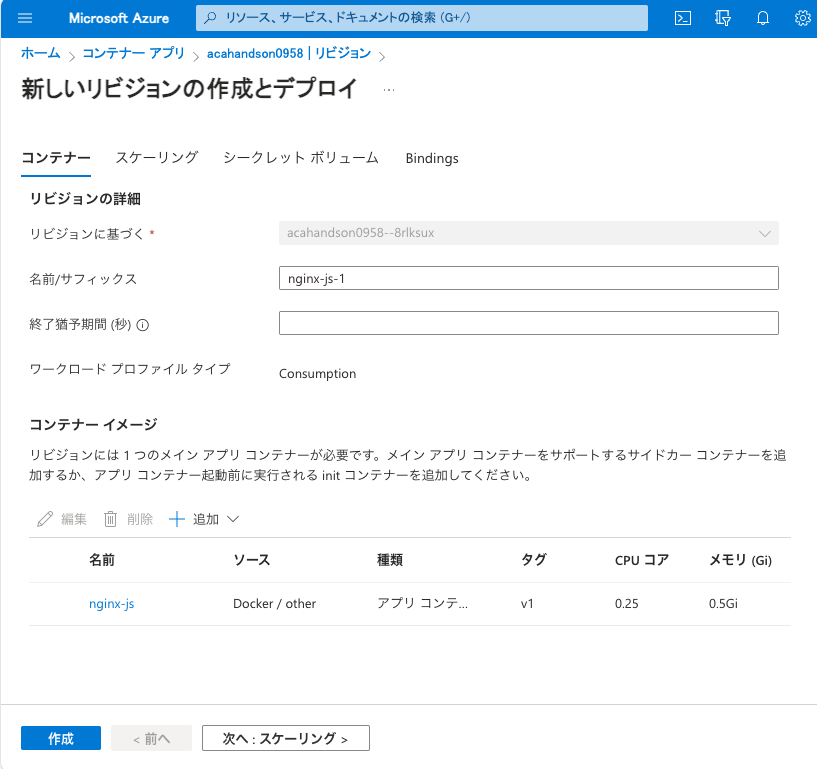 Microsoft Azure
リソース、サービス、ドキュメントの検索 (G+/)
ホーム > コンテナー アプリ > acahandson0958 | リビジョン >
新しいリビジョンの作成とデプロイ ...
コンテナー スケーリング シークレット ボリューム Bindings
リビジョンの詳細
リビジョンに基づく * acahandson0958--8rlksux
名前/サフィックス nginx-js-1
終了猶予期間 (秒)
ワークロード プロファイル タイプ Consumption
コンテナー イメージ
リビジョンには 1 つのメイン アプリ コンテナーが必要です。メイン アプリ コンテナーをサポートするサイドカー コンテナーを追
加するか、アプリ コンテナー起動前に実行される init コンテナーを追加してください。
編集 削除 追加
名前 ソース 種類 タグ CPU コア メモリ (Gi)
nginx-js Docker / other アプリ コンテ... v1 0.25 0.5Gi
作成 < 前へ 次へ : スケーリング >